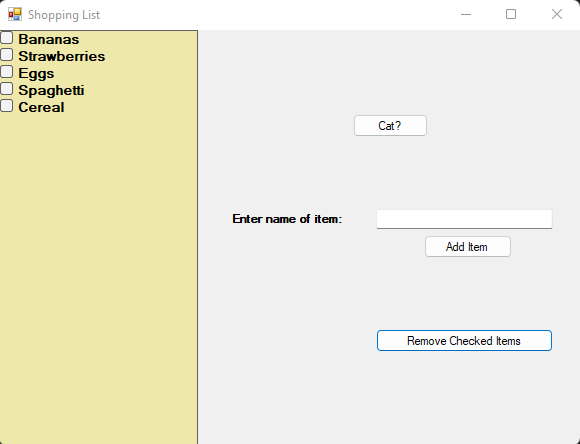 Shopping List
Bananas
Strawberries
Eggs
Spaghetti
Cereal
Cat?
Enter name of item:
Add Item
Remove Checked Items